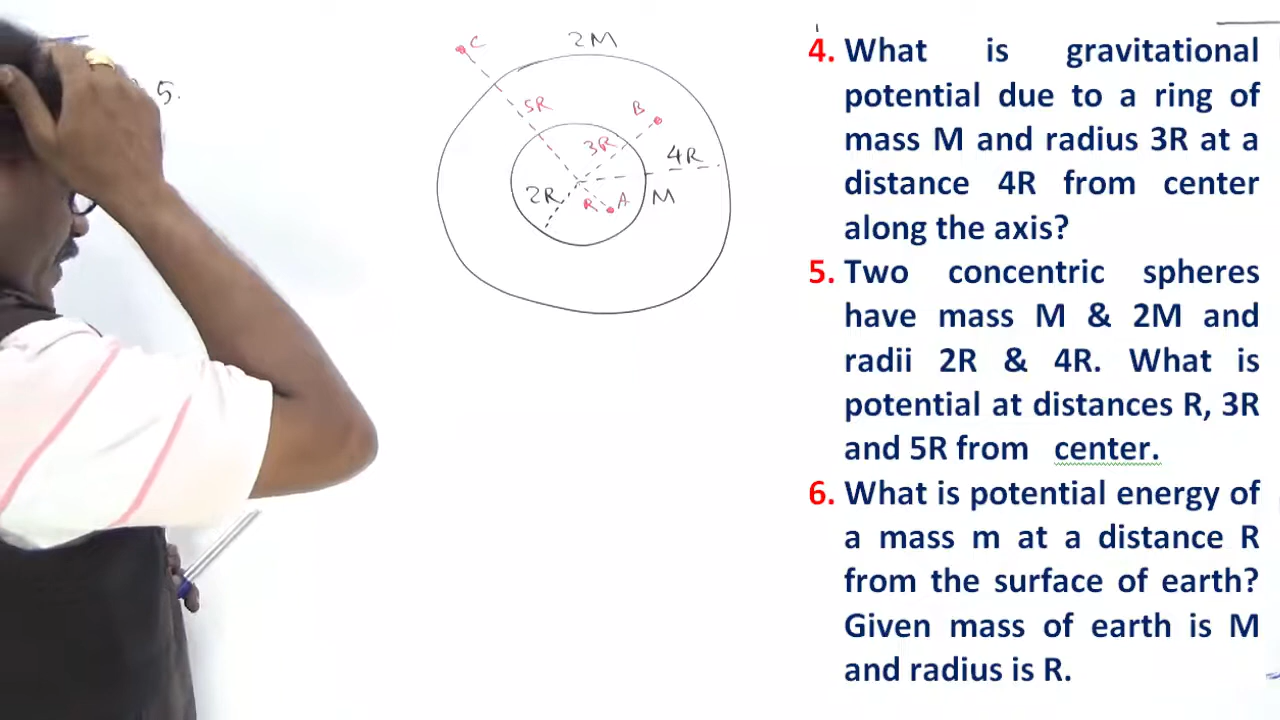 5.
C
2M
5R
B
3R
4R
2R
R
A
M
4. What is gravitational
potential due to a ring of
mass M and radius 3R at a
distance 4R from center
along the axis?
5. Two concentric spheres
have mass M & 2M and
radii 2R & 4R. What is
potential at distances R, 3R
and 5R from center.
6. What is potential energy of
a mass m at a distance R
from the surface of earth?
Given mass of earth is M
and radius is R.